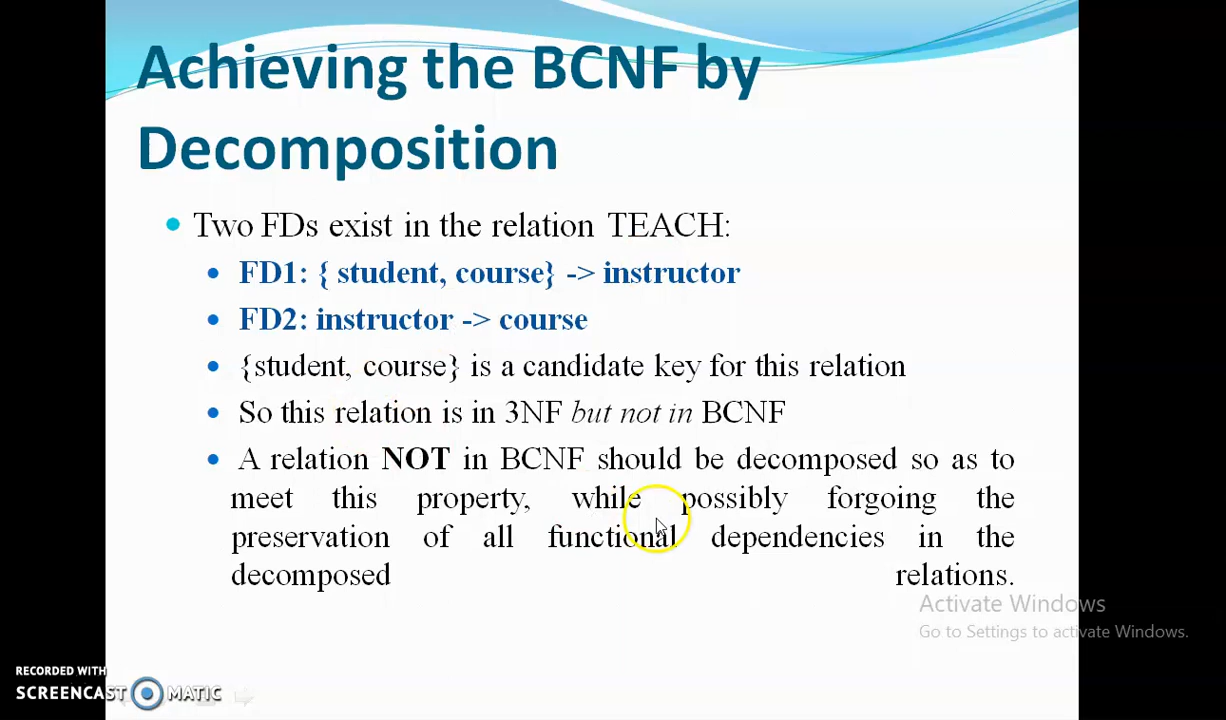 Achieving the BCNF by
Decomposition
Two FDs exist in the relation TEACH:
FD1: { student, course} -> instructor
FD2: instructor -> course
{student, course} is a candidate key for this relation
So this relation is in 3NF but not in BCNF
A relation NOT in BCNF should be decomposed so as to
meet this property, while possibly forgoing the
preservation of all functional dependencies in the
decomposed relations.
Activate Windows
Go to Settings to activate Windows.
RECORDED WITH
SCREENCAST MATIC